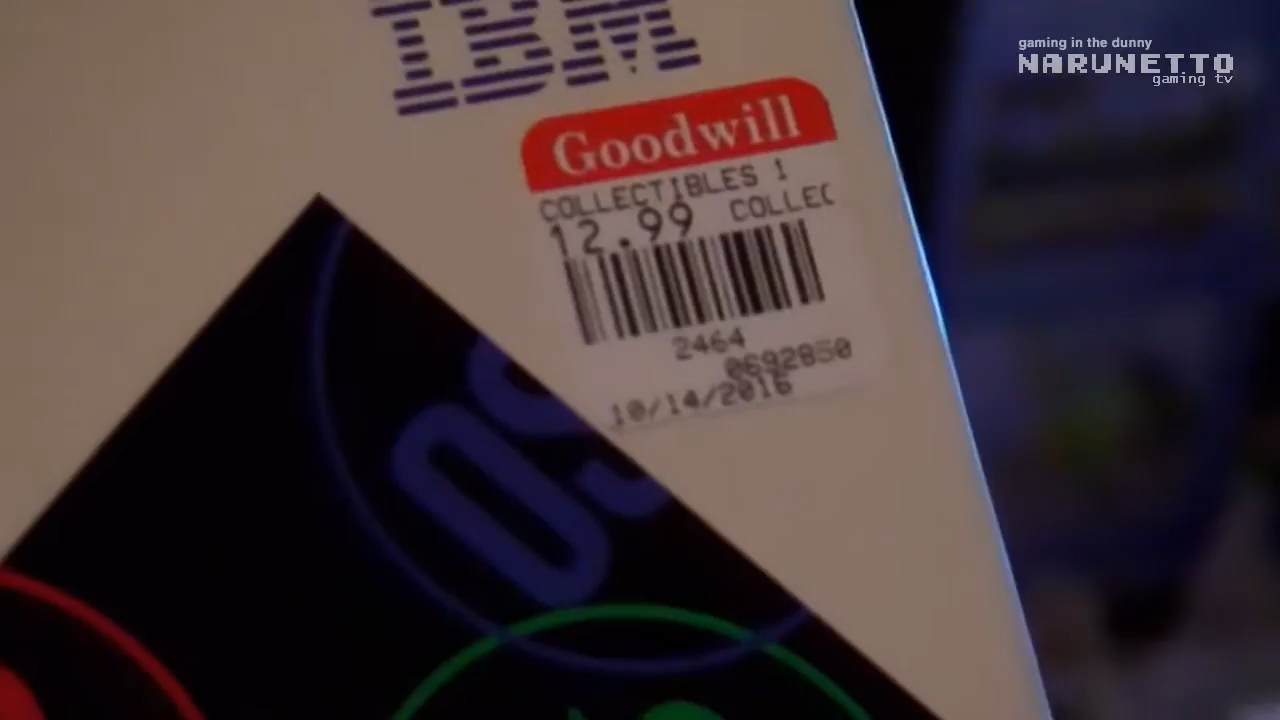 gaming in the dunny
NARUNETTO
gaming tv
IBM
Goodwill
COLLECTIBLES 1
12.99 COLLEC
2464
0692850
10/14/2016
OS